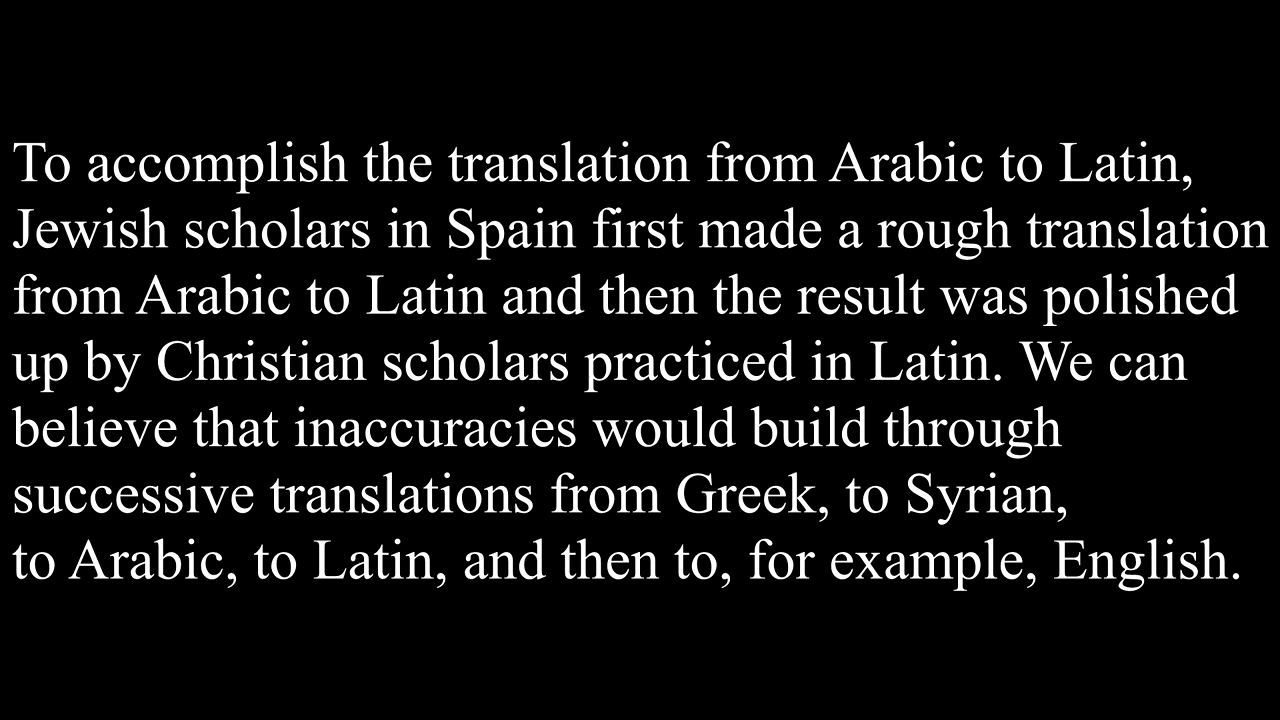 To accomplish the translation from Arabic to Latin,
Jewish scholars in Spain first made a rough translation
from Arabic to Latin and then the result was polished
up by Christian scholars practiced in Latin. We can
believe that inaccuracies would build through
successive translations from Greek, to Syrian,
to Arabic, to Latin, and then to, for example, English.